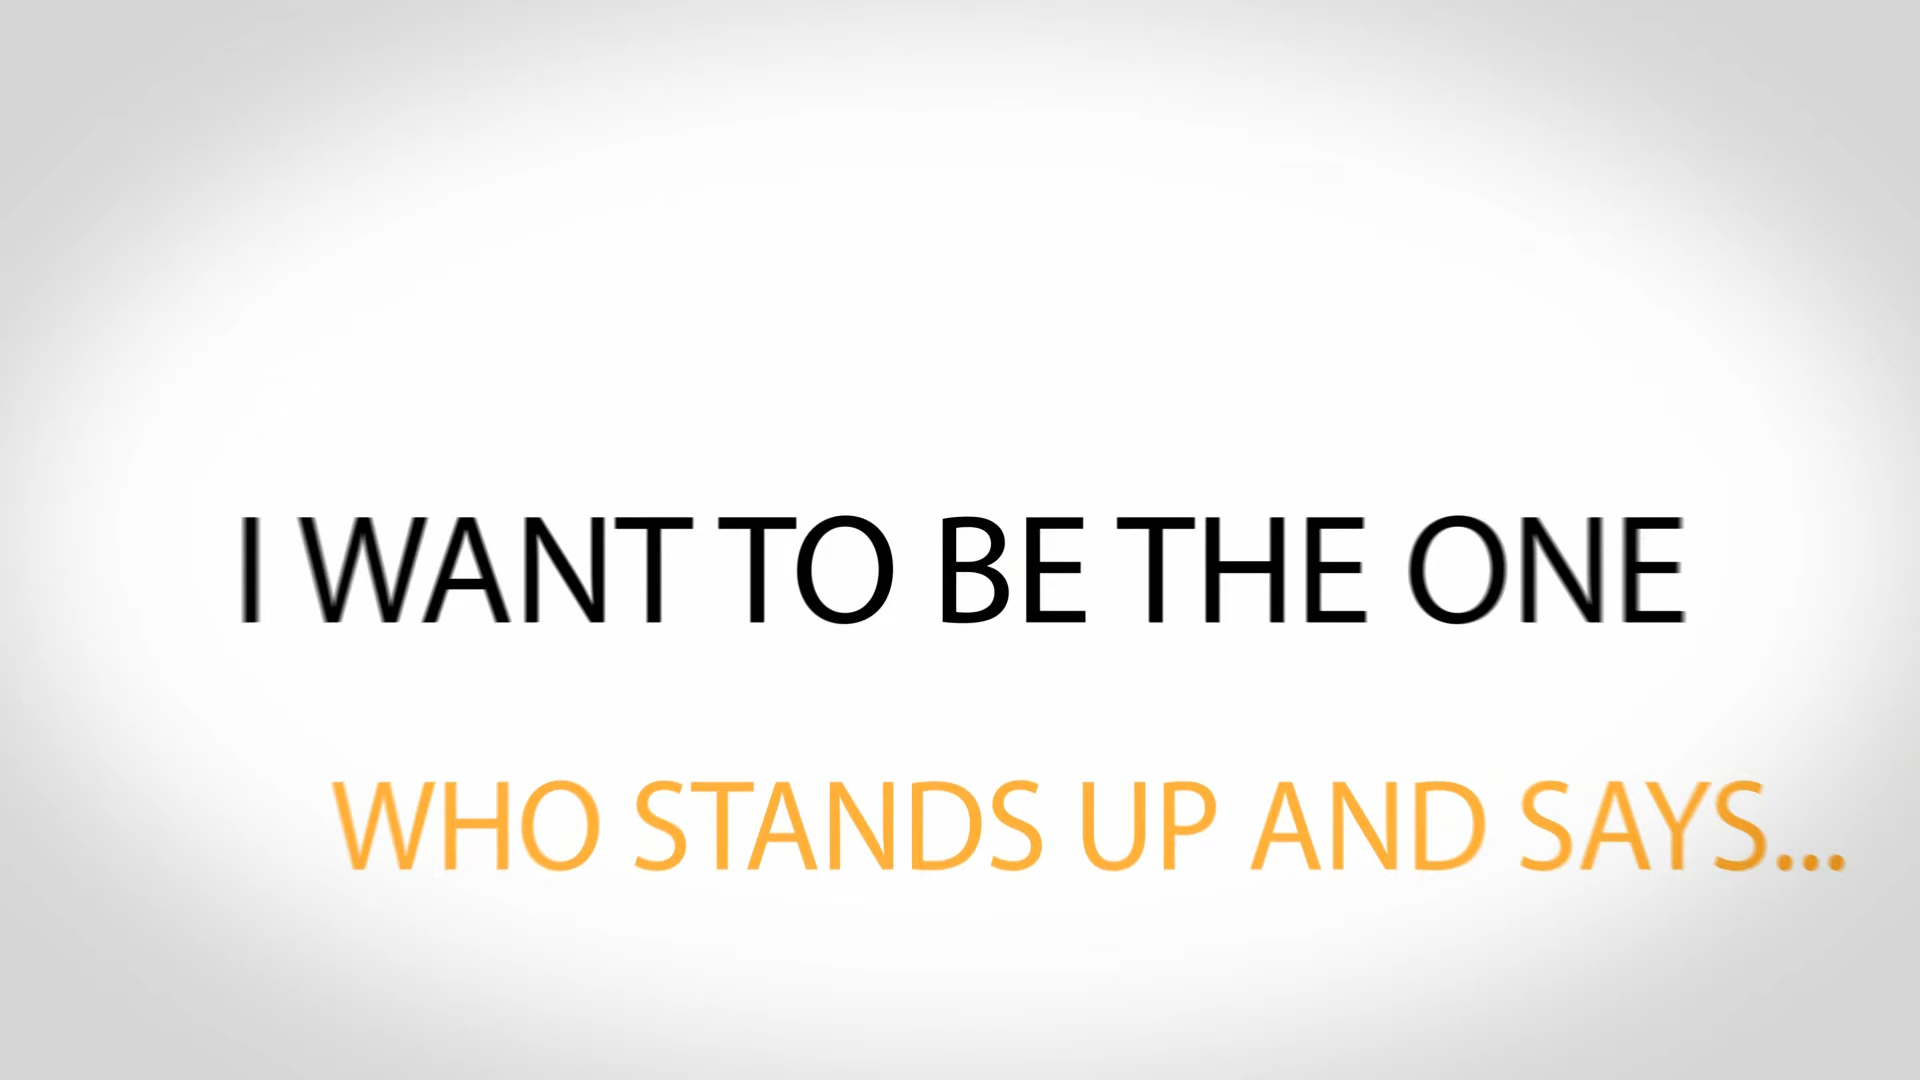 I WANT TO BE THE ONE
WHO STANDS UP AND SAYS...